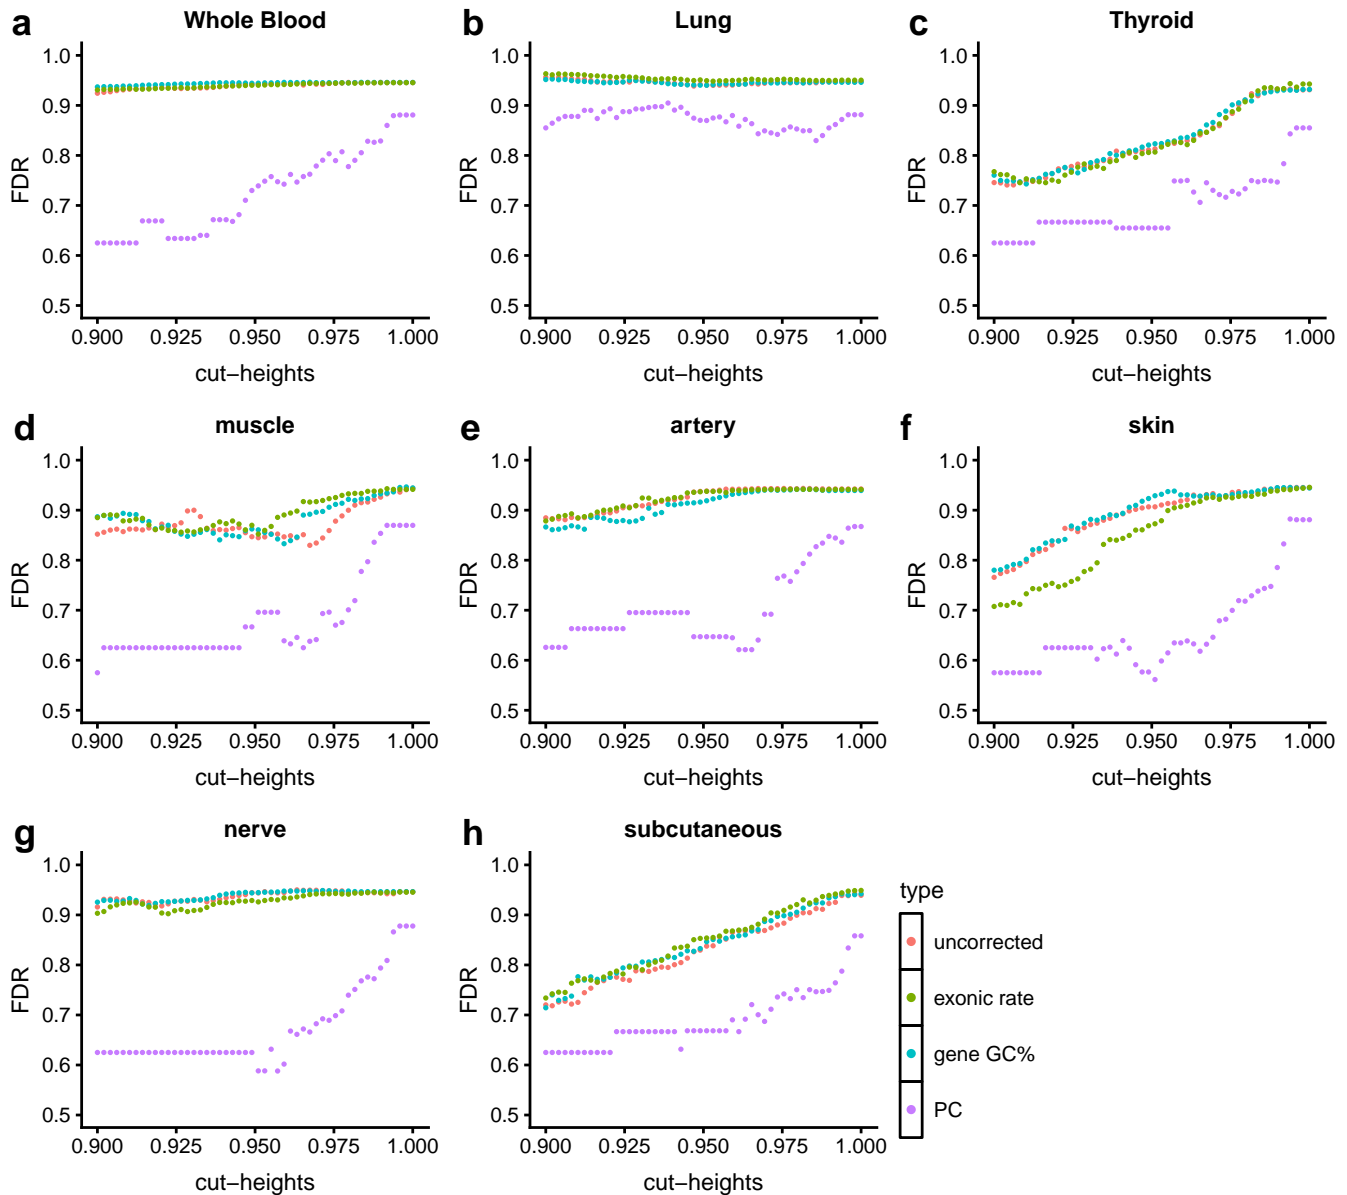 a Whole Blood
1.0
0.9
0.8
0.7
0.6
0.5
FDR
0.900 0.925 0.950 0.975 1.000
cut−heights
b Lung
1.0
0.9
0.8
0.7
0.6
0.5
FDR
0.900 0.925 0.950 0.975 1.000
cut−heights
c Thyroid
1.0
0.9
0.8
0.7
0.6
0.5
FDR
0.900 0.925 0.950 0.975 1.000
cut−heights
d muscle
1.0
0.9
0.8
0.7
0.6
0.5
FDR
0.900 0.925 0.950 0.975 1.000
cut−heights
e artery
1.0
0.9
0.8
0.7
0.6
0.5
FDR
0.900 0.925 0.950 0.975 1.000
cut−heights
f skin
1.0
0.9
0.8
0.7
0.6
0.5
FDR
0.900 0.925 0.950 0.975 1.000
cut−heights
g nerve
1.0
0.9
0.8
0.7
0.6
0.5
FDR
0.900 0.925 0.950 0.975 1.000
cut−heights
h subcutaneous
1.0
0.9
0.8
0.7
0.6
0.5
FDR
0.900 0.925 0.950 0.975 1.000
cut−heights
type
uncorrected
exonic rate
gene GC%
PC